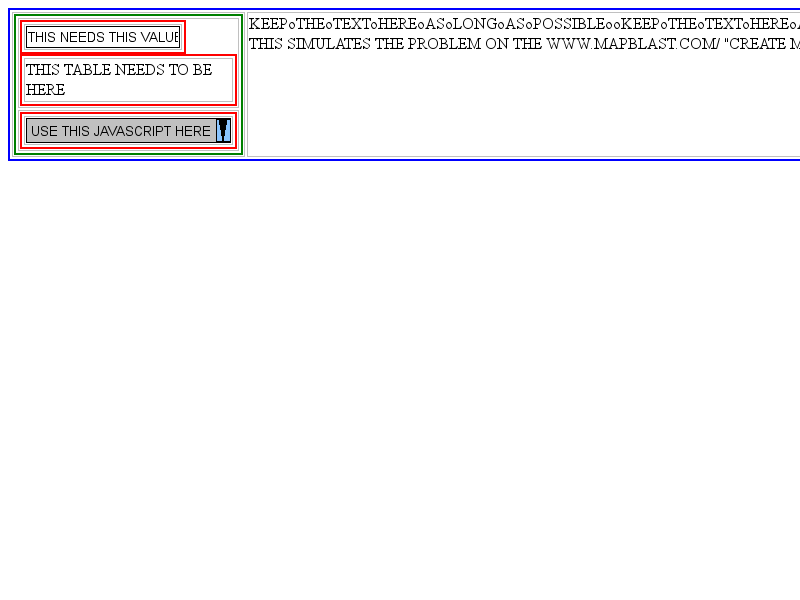 THIS NEEDS THIS VALUE
THIS TABLE NEEDS TO BE
HERE
USE THIS JAVASCRIPT HERE
KEEPoTHEoTEXToHEREoASoLONGoASoPOSSIBLEooKEEPoTHEoTEXToHEREoA
THIS SIMULATES THE PROBLEM ON THE WWW.MAPBLAST.COM/ "CREATE M